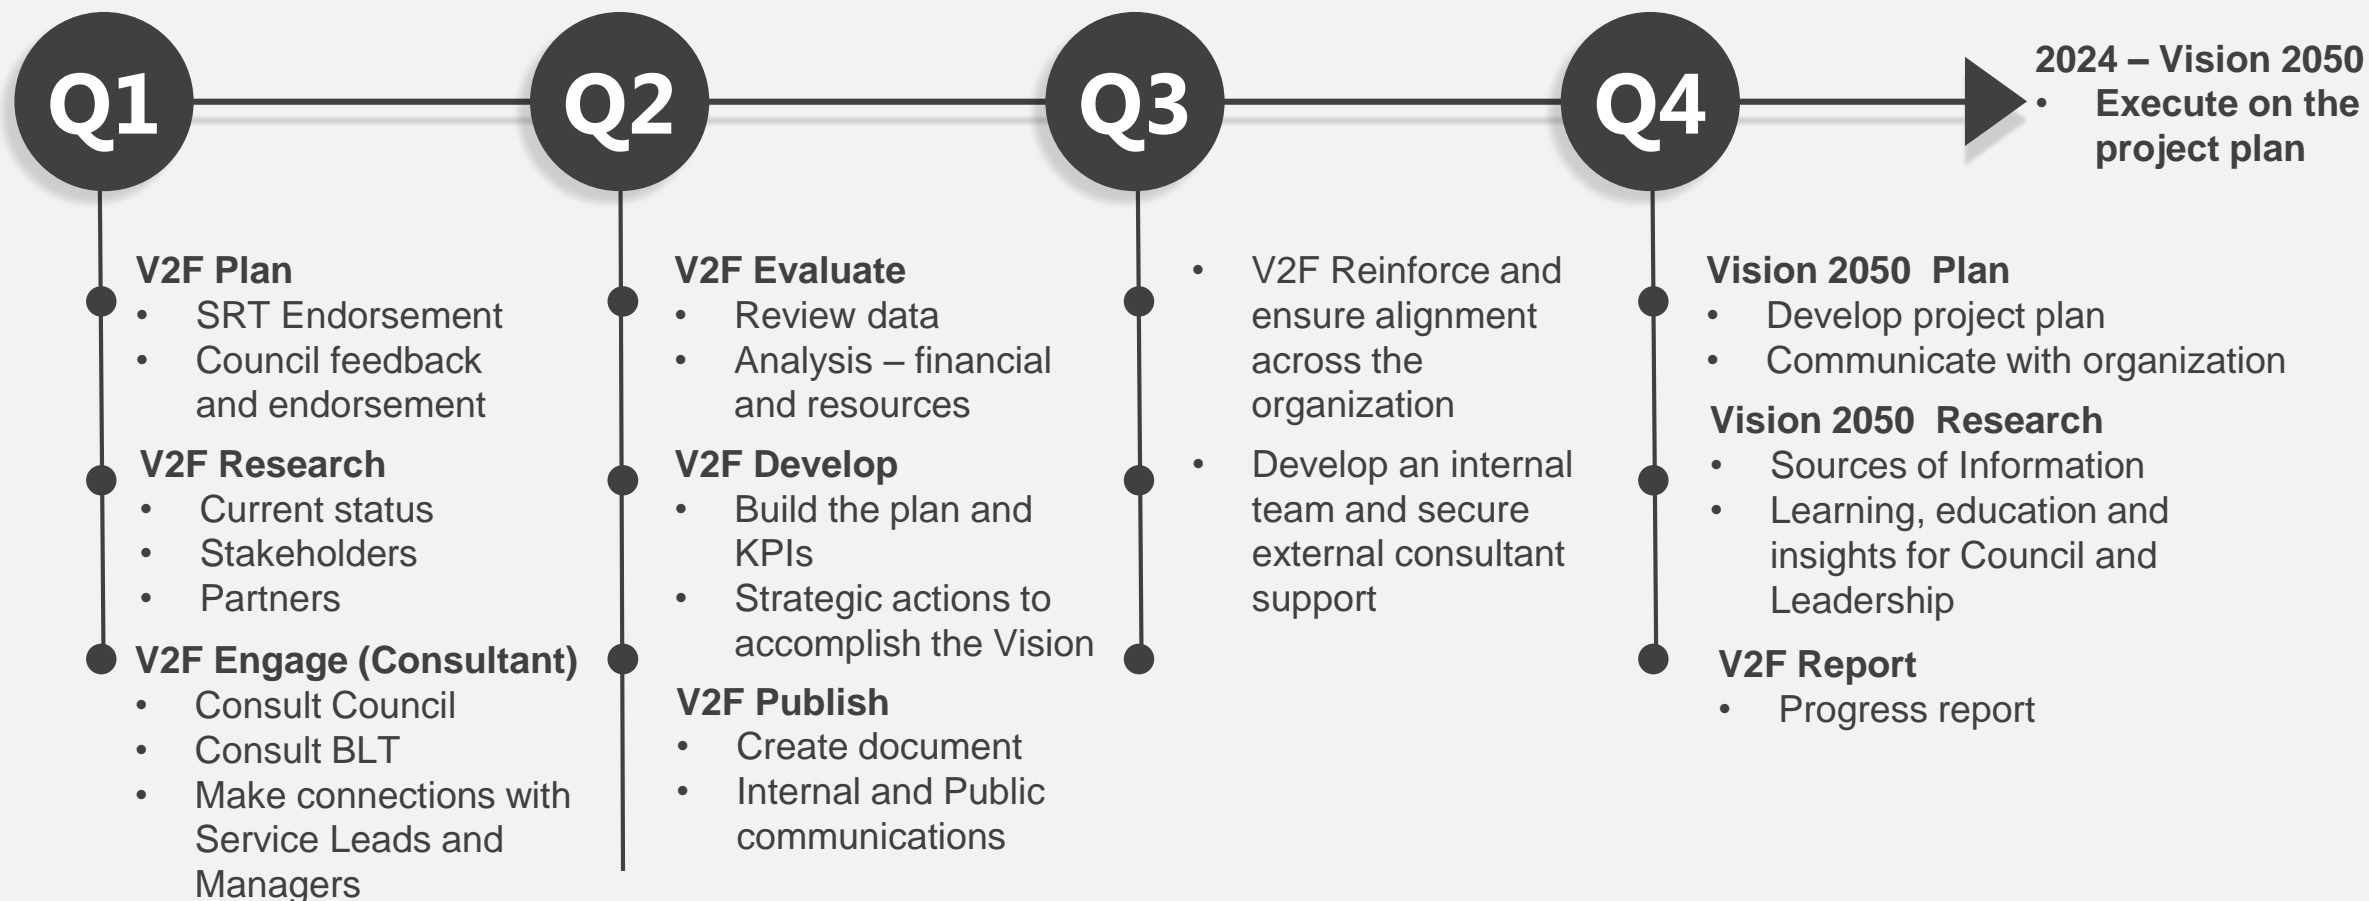 Q1
Q2
Q3
Q4
2024 – Vision 2050
• Execute on the
project plan
V2F Plan
• SRT Endorsement
• Council feedback
and endorsement
V2F Research
• Current status
• Stakeholders
• Partners
V2F Engage (Consultant)
• Consult Council
• Consult BLT
• Make connections with
Service Leads and
Managers
V2F Evaluate
• Review data
• Analysis – financial
and resources
V2F Develop
• Build the plan and
KPIs
• Strategic actions to
accomplish the Vision
V2F Publish
• Create document
• Internal and Public
communications
• V2F Reinforce and
ensure alignment
across the
organization
• Develop an internal
team and secure
external consultant
support
Vision 2050 Plan
• Develop project plan
• Communicate with organization
Vision 2050 Research
• Sources of Information
• Learning, education and
insights for Council and
Leadership
V2F Report
• Progress report